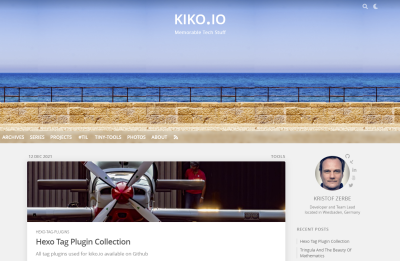 KIKO.IO
Memorable Tech Stuff
ARCHIVES SERIES PROJECTS #TIL TINY-TOOLS PHOTOS ABOUT
12 DEC 2021 TOOLS
HEXO TAG PLUGINS
Hexo Tag Plugin Collection
All tag plugins used for kiko.io available on Github
KRISTOF ZERBE
Developer and Team Lead
located in Wiesbaden, Germany
RECENT POSTS
Hexo Tag Plugin Collection
Tringula And The Beauty Of
Mathematics